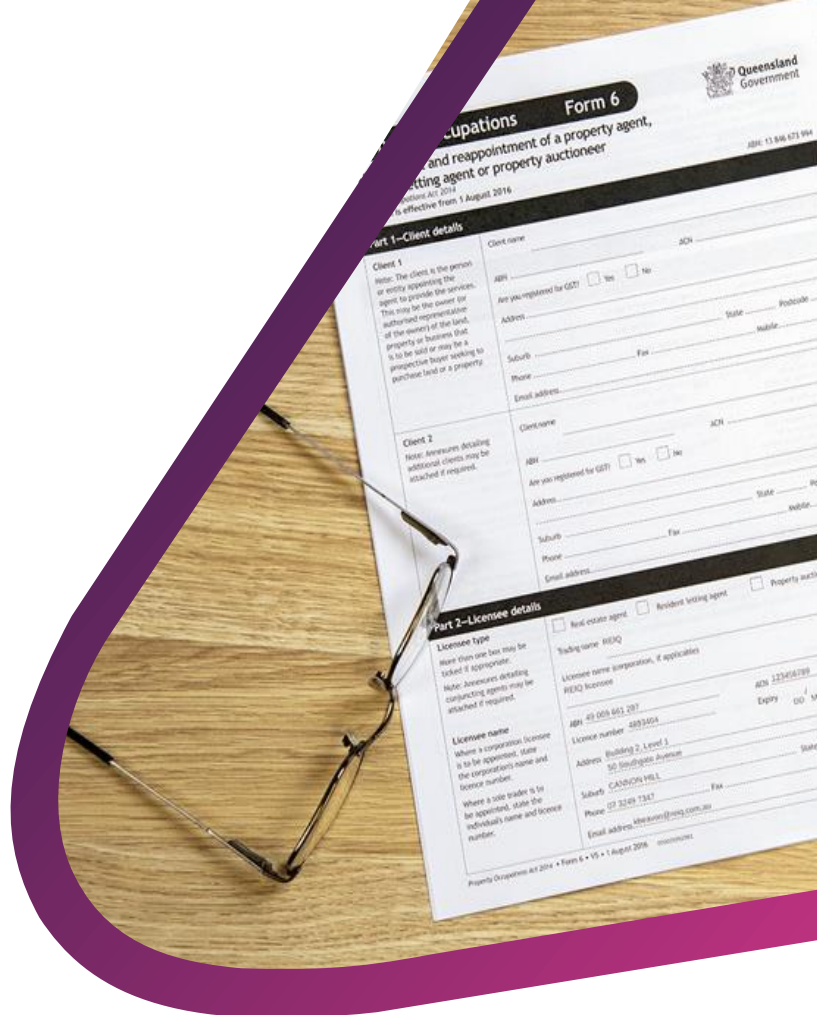 Queensland
Government
cupations Form 6
and reappointment of a property agent,
etting agent or property auctioneer
ABN: 13 846 673 994
Act 2014
is effective from 1 August 2016
Part 1—Client details
Client 1
Note: The client is the person
or entity appointing the
agent to provide the services.
This may be the owner (or
authorised representative
of the owner) of the land,
property or business that
is to be sold or may be a
prospective buyer seeking to
purchase land or a property.
Client name
ABN ACN
Are you registered for GST? Yes No
Address
Suburb State Postcode
Phone Fax Mobile
Email address
Client 2
Note: Annexures detailing
additional clients may be
attached if required.
Client name
ABN ACN
Are you registered for GST? Yes No
Address
Suburb State
Phone Fax Mobile
Email address
Part 2—Licensee details
Licensee type
More than one box may be
ticked if appropriate.
Note: Annexures detailing
conjuncting agents may be
attached if required.
Licensee name
Where a corporation licensee
is to be appointed, state
the corporation's name and
licence number.
Where a sole trader is to
be appointed, state the
individual's name and licence
number.
Real estate agent Resident letting agent Property aucti
Trading name REIQ
Licensee name (corporation, if applicable)
REIQ licensee
ABN 49 009 661 287 ACN 123456789
Licence number 4893404 Expiry DD /
Address Building 2, Level 1
50 Southgate Avenue
Suburb CANNON HILL State
Phone 07 3249 7347 Fax
Email address
Property Occupations Act 2014 • Form 6 • V5 • 1 August 2016